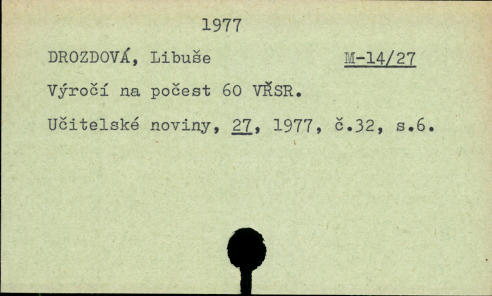 1977
DROZDOVÁ, Libuše M-14/27
Výročí na počest 60 VŘSR.
Učitelské noviny, 27, 1977, č.32, s.6.